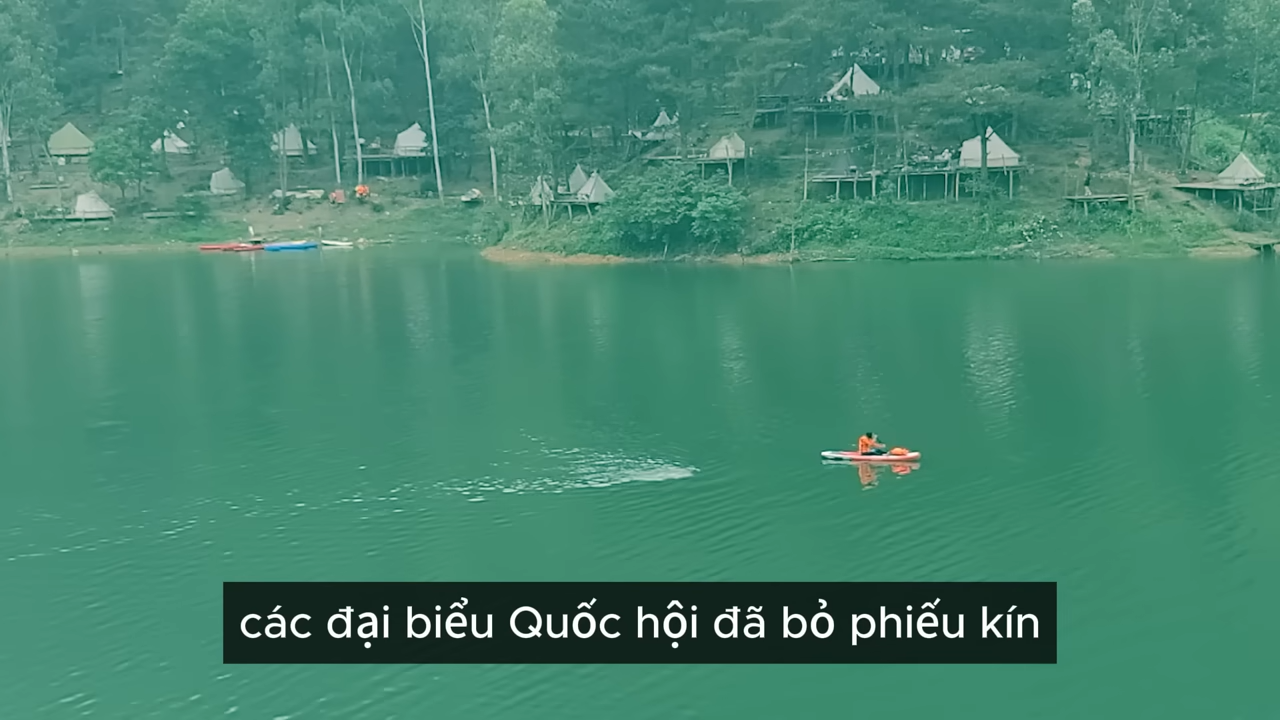 các đại biểu Quốc hội đã bỏ phiếu kín